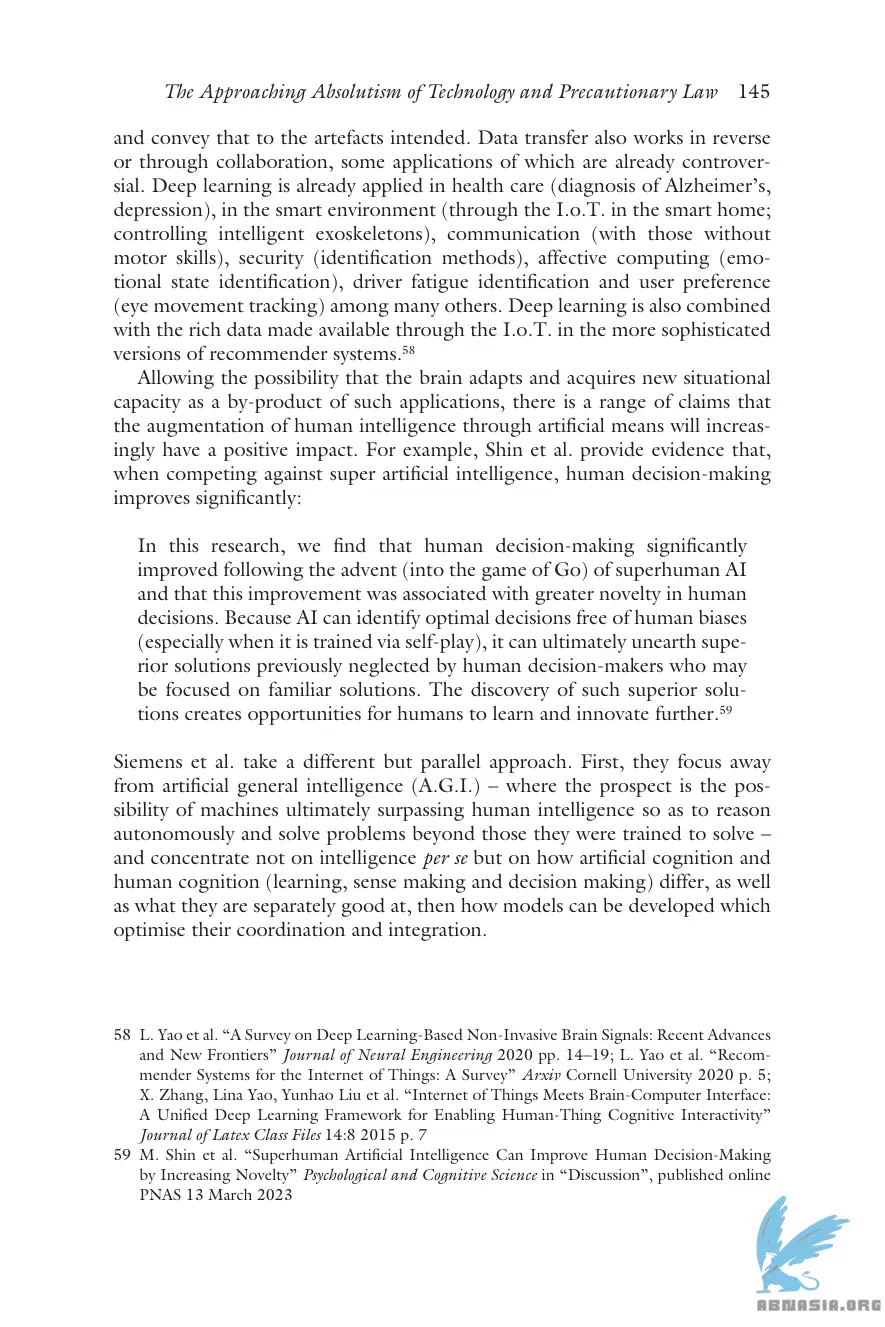 The Approaching Absolutism of Technology and Precautionary Law 145
and convey that to the artefacts intended. Data transfer also works in reverse
or through collaboration, some applications of which are already controver-
sial. Deep learning is already applied in health care (diagnosis of Alzheimer’s,
depression), in the smart environment (through the I.o.T. in the smart home;
controlling intelligent exoskeletons), communication (with those without
motor skills), security (identification methods), affective computing (emo-
tional state identification), driver fatigue identification and user preference
(eye movement tracking) among many others. Deep learning is also combined
with the rich data made available through the I.o.T. in the more sophisticated
versions of recommender systems.⁵⁸
Allowing the possibility that the brain adapts and acquires new situational
capacity as a by-product of such applications, there is a range of claims that
the augmentation of human intelligence through artificial means will increas-
ingly have a positive impact. For example, Shin et al. provide evidence that,
when competing against super artificial intelligence, human decision-making
improves significantly:
In this research, we find that human decision-making significantly
improved following the advent (into the game of Go) of superhuman AI
and that this improvement was associated with greater novelty in human
decisions. Because AI can identify optimal decisions free of human biases
(especially when it is trained via self-play), it can ultimately unearth supe-
rior solutions previously neglected by human decision-makers who may
be focused on familiar solutions. The discovery of such superior solu-
tions creates opportunities for humans to learn and innovate further.⁵⁹
Siemens et al. take a different but parallel approach. First, they focus away
from artificial general intelligence (A.G.I.) – where the prospect is the pos-
sibility of machines ultimately surpassing human intelligence so as to reason
autonomously and solve problems beyond those they were trained to solve –
and concentrate not on intelligence per se but on how artificial cognition and
human cognition (learning, sense making and decision making) differ, as well
as what they are separately good at, then how models can be developed which
optimise their coordination and integration.
58 L. Yao et al. “A Survey on Deep Learning-Based Non-Invasive Brain Signals: Recent Advances
and New Frontiers” Journal of Neural Engineering 2020 pp. 14–19; L. Yao et al. “Recom-
mender Systems for the Internet of Things: A Survey” Arxiv Cornell University 2020 p. 5;
X. Zhang, Lina Yao, Yunhao Liu et al. “Internet of Things Meets Brain-Computer Interface:
A Unified Deep Learning Framework for Enabling Human-Thing Cognitive Interactivity”
Journal of Latex Class Files 14:8 2015 p. 7
59 M. Shin et al. “Superhuman Artificial Intelligence Can Improve Human Decision-Making
by Increasing Novelty” Psychological and Cognitive Science in “Discussion”, published online
PNAS 13 March 2023
ABNASIA.ORG